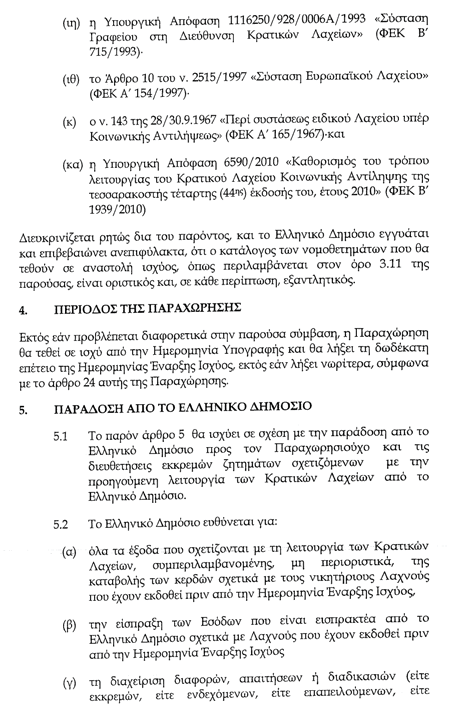 (ιη) η Υπουργική Απόφαση 1116250/928/0006Α/1993 «Σύσταση
Γραφείου στη Διεύθυνση Κρατικών Λαχείων» (ΦΕΚ Β'
715/1993)·
(ιθ) το Άρθρο 10 του ν. 2515/1997 «Σύσταση Ευρωπαϊκού Λαχείου»
(ΦΕΚ Α' 154/1997)·
(κ) ο ν. 143 της 28/30.9.1967 «Περί συστάσεως ειδικού Λαχείου υπέρ
Κοινωνικής Αντιλήψεως» (ΦΕΚ Α' 165/1967)·και
(κα) η Υπουργική Απόφαση 6590/2010 «Καθορισμός του τρόπου
λειτουργίας του Κρατικού Λαχείου Κοινωνικής Αντίληψης της
τεσσαρακοστής τέταρτης (44ης) έκδοσής του, έτους 2010» (ΦΕΚ Β'
1939/2010)
Διευκρινίζεται ρητώς δια του παρόντος, και το Ελληνικό Δημόσιο εγγυάται
και επιβεβαιώνει ανεπιφύλακτα, ότι ο κατάλογος των νομοθετημάτων που θα
τεθούν σε αναστολή ισχύος, όπως περιλαμβάνεται στον όρο 3.11 της
παρούσας, είναι οριστικός και, σε κάθε περίπτωση, εξαντλητικός.
4. ΠΕΡΙΟΔΟΣ ΤΗΣ ΠΑΡΑΧΩΡΗΣΗΣ
Εκτός εάν προβλέπεται διαφορετικά στην παρούσα σύμβαση, η Παραχώρηση
θα τεθεί σε ισχύ από την Ημερομηνία Υπογραφής και θα λήξει τη δωδέκατη
επέτειο της Ημερομηνίας Έναρξης Ισχύος, εκτός εάν λήξει νωρίτερα, σύμφωνα
με το άρθρο 24 αυτής της Παραχώρησης.
5. ΠΑΡΑΔΟΣΗ ΑΠΟ ΤΟ ΕΛΛΗΝΙΚΟ ΔΗΜΟΣΙΟ
5.1 Το παρόν άρθρο 5 θα ισχύει σε σχέση με την παράδοση από το
Ελληνικό Δημόσιο προς τον Παραχωρησιούχο και τις
διευθετήσεις εκκρεμών ζητημάτων σχετιζόμενων με την
προηγούμενη λειτουργία των Κρατικών Λαχείων από το
Ελληνικό Δημόσιο.
5.2 Το Ελληνικό Δημόσιο ευθύνεται για:
(α) όλα τα έξοδα που σχετίζονται με τη λειτουργία των Κρατικών
Λαχείων, συμπεριλαμβανομένης, μη περιοριστικά, της
καταβολής των κερδών σχετικά με τους νικητήριους Λαχνούς
που έχουν εκδοθεί πριν από την Ημερομηνία Έναρξης Ισχύος,
(β) την είσπραξη των Εσόδων που είναι εισπρακτέα από το
Ελληνικό Δημόσιο σχετικά με Λαχνούς που έχουν εκδοθεί πριν
από την Ημερομηνία Έναρξης Ισχύος
(γ) τη διαχείριση διαφορών, απαιτήσεων ή διαδικασιών (είτε
εκκρεμών, είτε ενδεχόμενων, είτε επαπειλούμενων, είτε